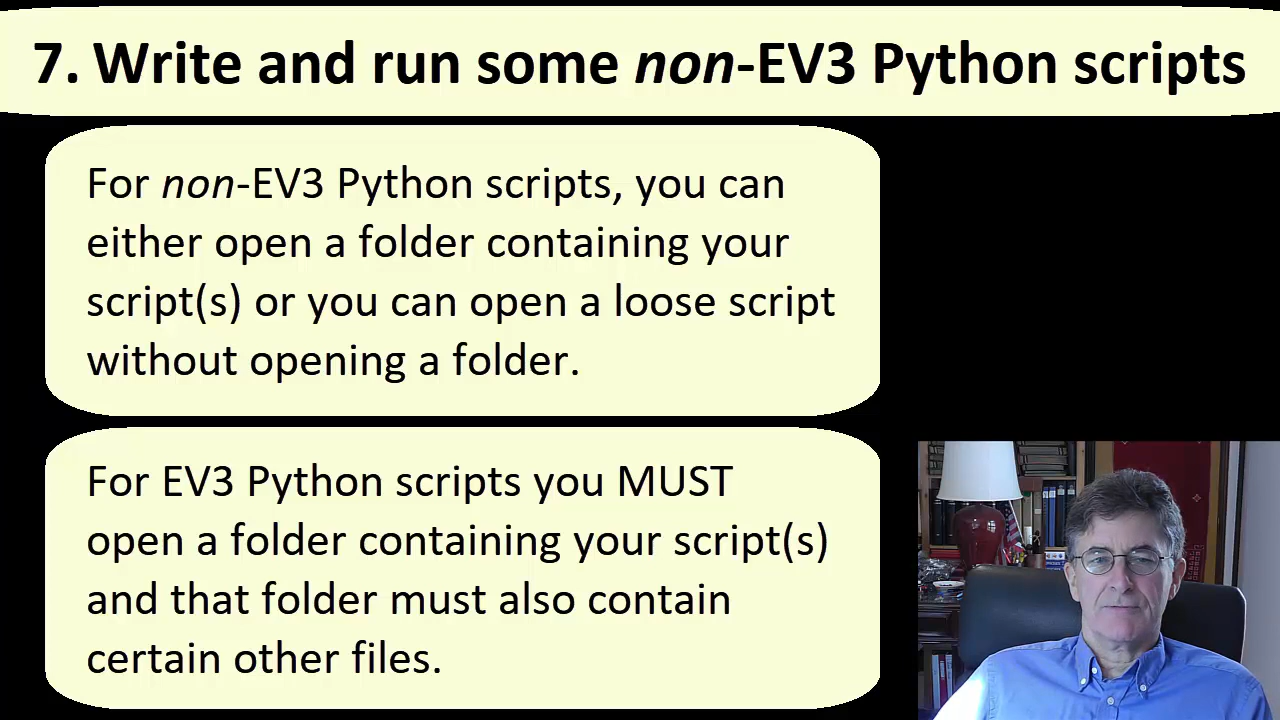 7. Write and run some non-EV3 Python scripts
For non-EV3 Python scripts, you can
either open a folder containing your
script(s) or you can open a loose script
without opening a folder.
For EV3 Python scripts you MUST
open a folder containing your script(s)
and that folder must also contain
certain other files.